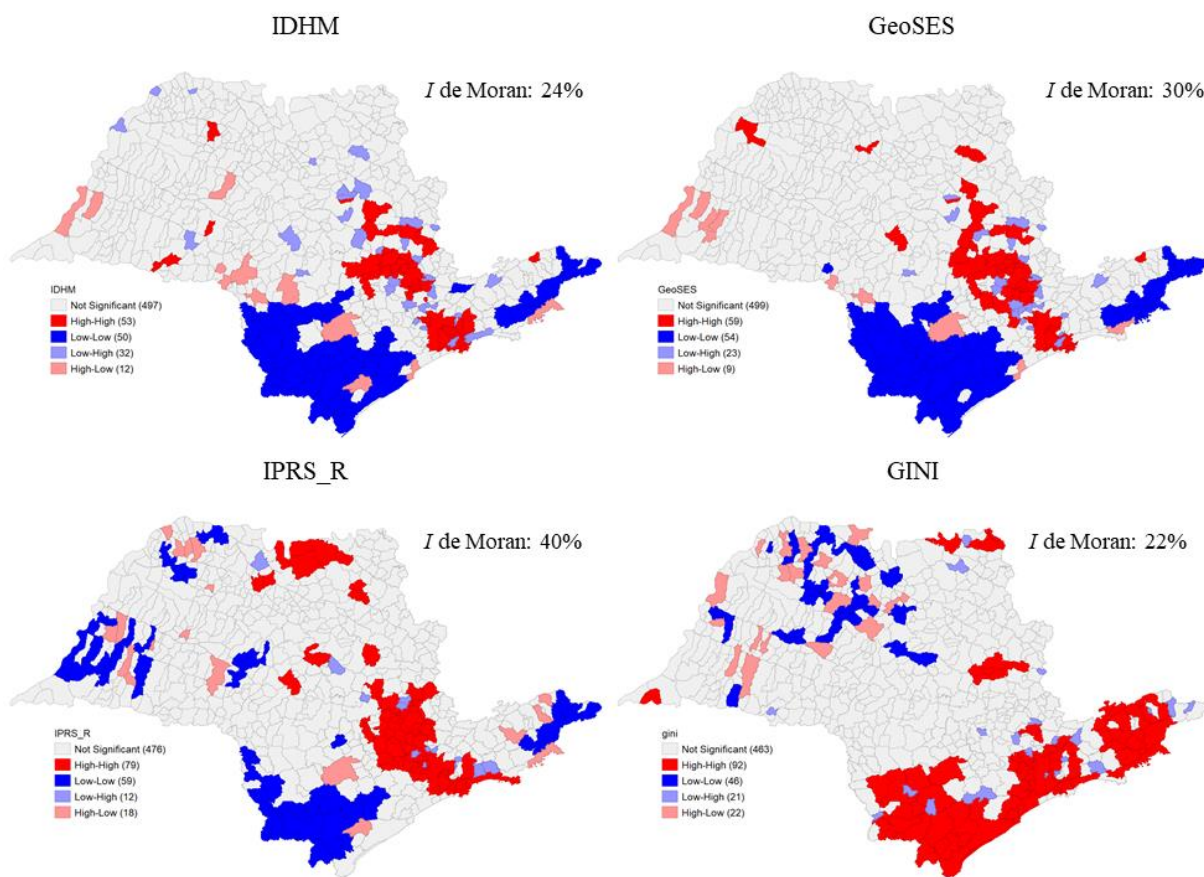 IDHM
I de Moran: 24%
IDHM
Not Significant (497)
High-High (53)
Low-Low (50)
Low-High (32)
High-Low (12)
GeoSES
I de Moran: 30%
GeoSES
Not Significant (499)
High-High (59)
Low-Low (54)
Low-High (23)
High-Low (9)
IPRS_R
I de Moran: 40%
IPRS_R
Not Significant (476)
High-High (79)
Low-Low (59)
Low-High (12)
High-Low (18)
GINI
I de Moran: 22%
gini
Not Significant (463)
High-High (92)
Low-Low (46)
Low-High (21)
High-Low (22)